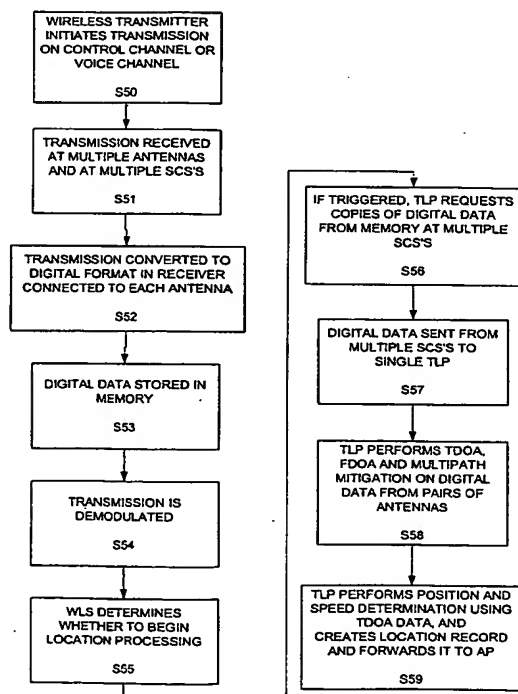 WIRELESS TRANSMITTER
INITIATES TRANSMISSION
ON CONTROL CHANNEL OR
VOICE CHANNEL
S50
TRANSMISSION RECEIVED
AT MULTIPLE ANTENNAS
AND AT MULTIPLE SCS'S
S51
TRANSMISSION CONVERTED TO
DIGITAL FORMAT IN RECEIVER
CONNECTED TO EACH ANTENNA
S52
DIGITAL DATA STORED IN
MEMORY
S53
TRANSMISSION IS
DEMODULATED
S54
WLS DETERMINES
WHETHER TO BEGIN
LOCATION PROCESSING
S55
IF TRIGGERED, TLP REQUESTS
COPIES OF DIGITAL DATA
FROM MEMORY AT MULTIPLE
SCS'S
S56
DIGITAL DATA SENT FROM
MULTIPLE SCS'S TO
SINGLE TLP
S57
TLP PERFORMS TDOA,
FDOA AND MULTIPATH
MITIGATION ON DIGITAL
DATA FROM PAIRS OF
ANTENNAS
S58
TLP PERFORMS POSITION AND
SPEED DETERMINATION USING
TDOA DATA, AND
CREATES LOCATION RECORD
AND FORWARDS IT TO AP
S59